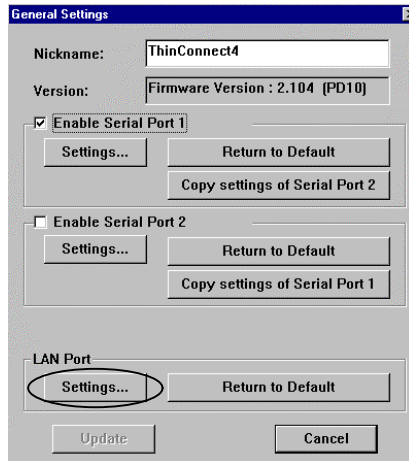 General Settings
Nickname: ThinConnect4
Version: Firmware Version : 2.104 (PD10)
Enable Serial Port 1
Settings... Return to Default
Copy settings of Serial Port 2
Enable Serial Port 2
Settings... Return to Default
Copy settings of Serial Port 1
LAN Port
Settings... Return to Default
Update Cancel